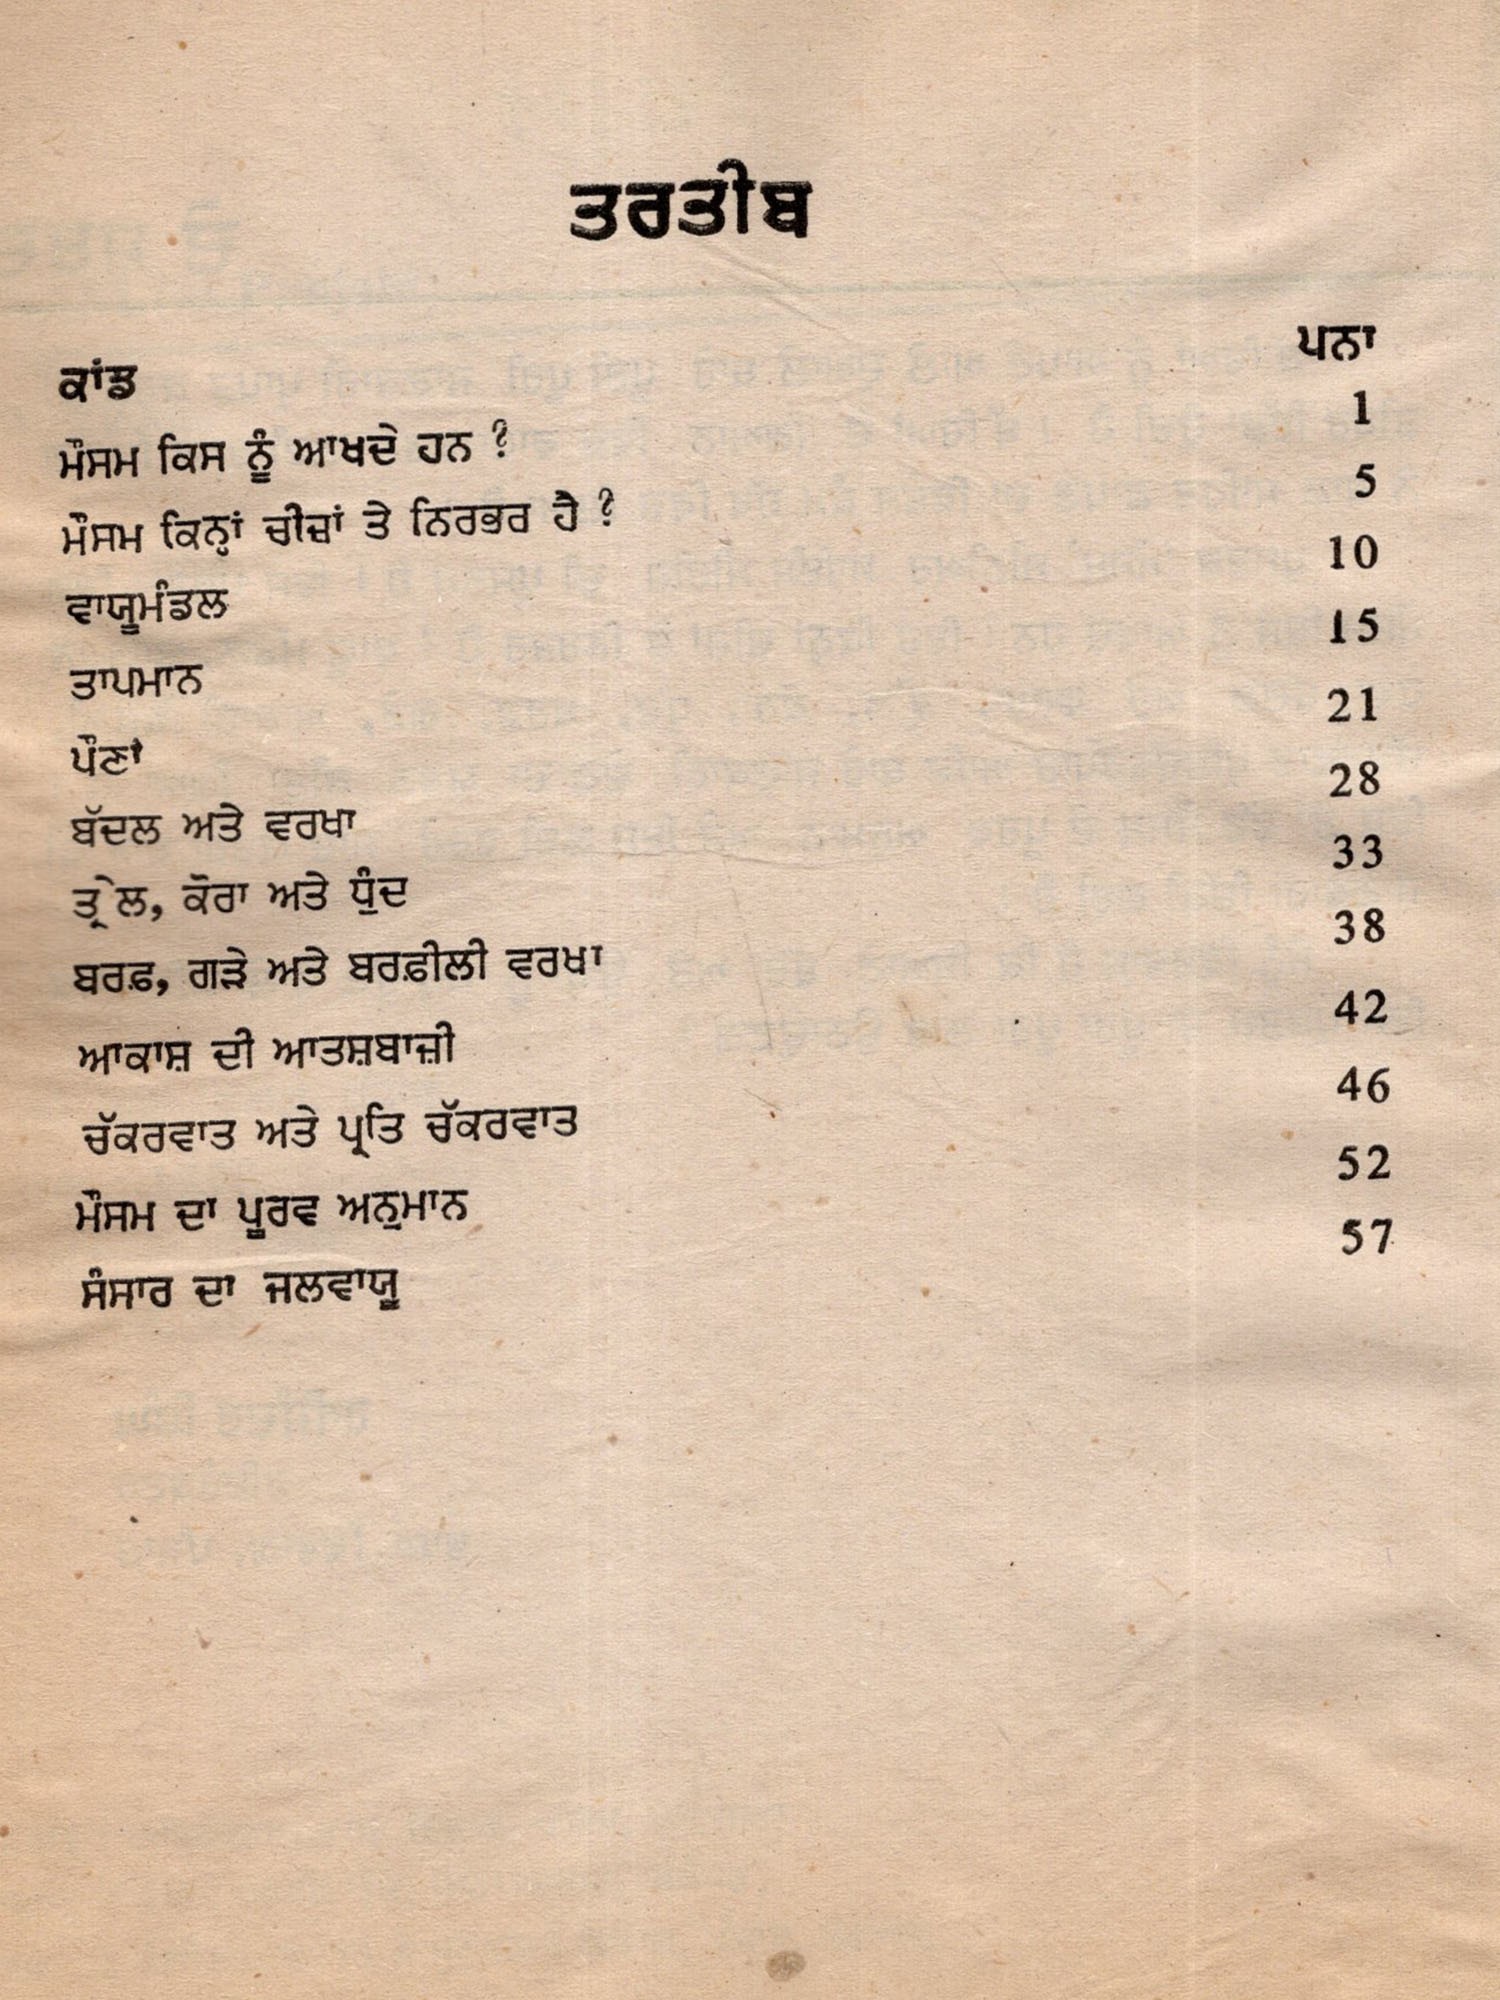 ਤਰਤੀਬ
ਕਾਂਡ ਪਨਾ
ਮੌਸਮ ਕਿਸ ਨੂੰ ਆਖਦੇ ਹਨ ? 1
ਮੌਸਮ ਕਿਨ੍ਹਾਂ ਚੀਜ਼ਾਂ ਤੇ ਨਿਰਭਰ ਹੈ ? 5
ਵਾਯੂਮੰਡਲ 10
ਤਾਪਮਾਨ 15
ਪੌਣਾਂ 21
ਬੱਦਲ ਅਤੇ ਵਰਖਾ 28
ਤ੍ਰੇਲ, ਕੋਰਾ ਅਤੇ ਧੁੰਦ 33
ਬਰਫ਼, ਗੜੇ ਅਤੇ ਬਰਫ਼ੀਲੀ ਵਰਖਾ 38
ਆਕਾਸ਼ ਦੀ ਆਤਸ਼ਬਾਜ਼ੀ 42
ਚੱਕਰਵਾਤ ਅਤੇ ਪ੍ਰਤਿ ਚੱਕਰਵਾਤ 46
ਮੌਸਮ ਦਾ ਪੂਰਵ ਅਨੁਮਾਨ 52
ਸੰਸਾਰ ਦਾ ਜਲਵਾਯੂ 57